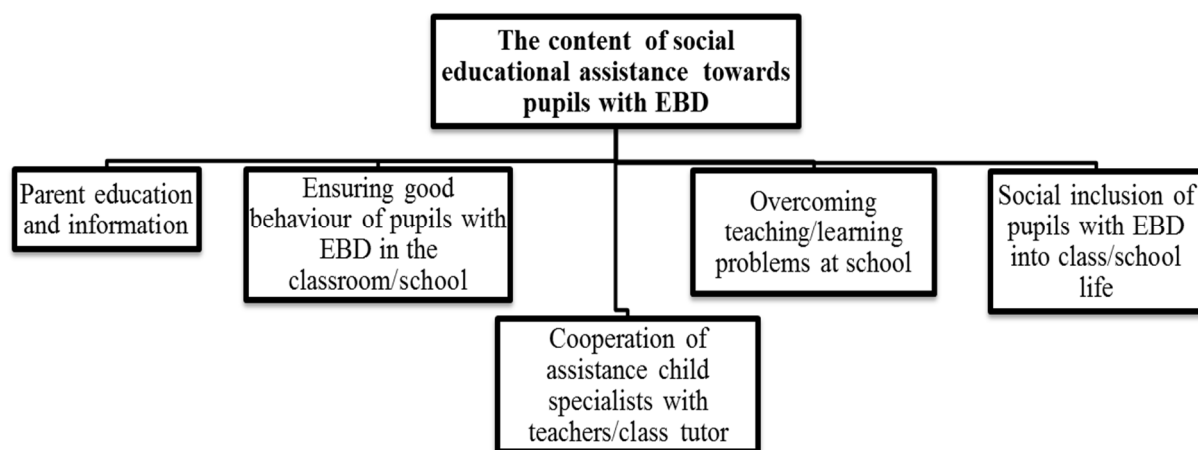 The content of social
educational assistance towards
pupils with EBD
Parent education
and information
Ensuring good
behaviour of pupils with
EBD in the
classroom/school
Overcoming
teaching/learning
problems at school
Social inclusion of
pupils with EBD
into class/school
life
Cooperation of
assistance child
specialists with
teachers/class tutor